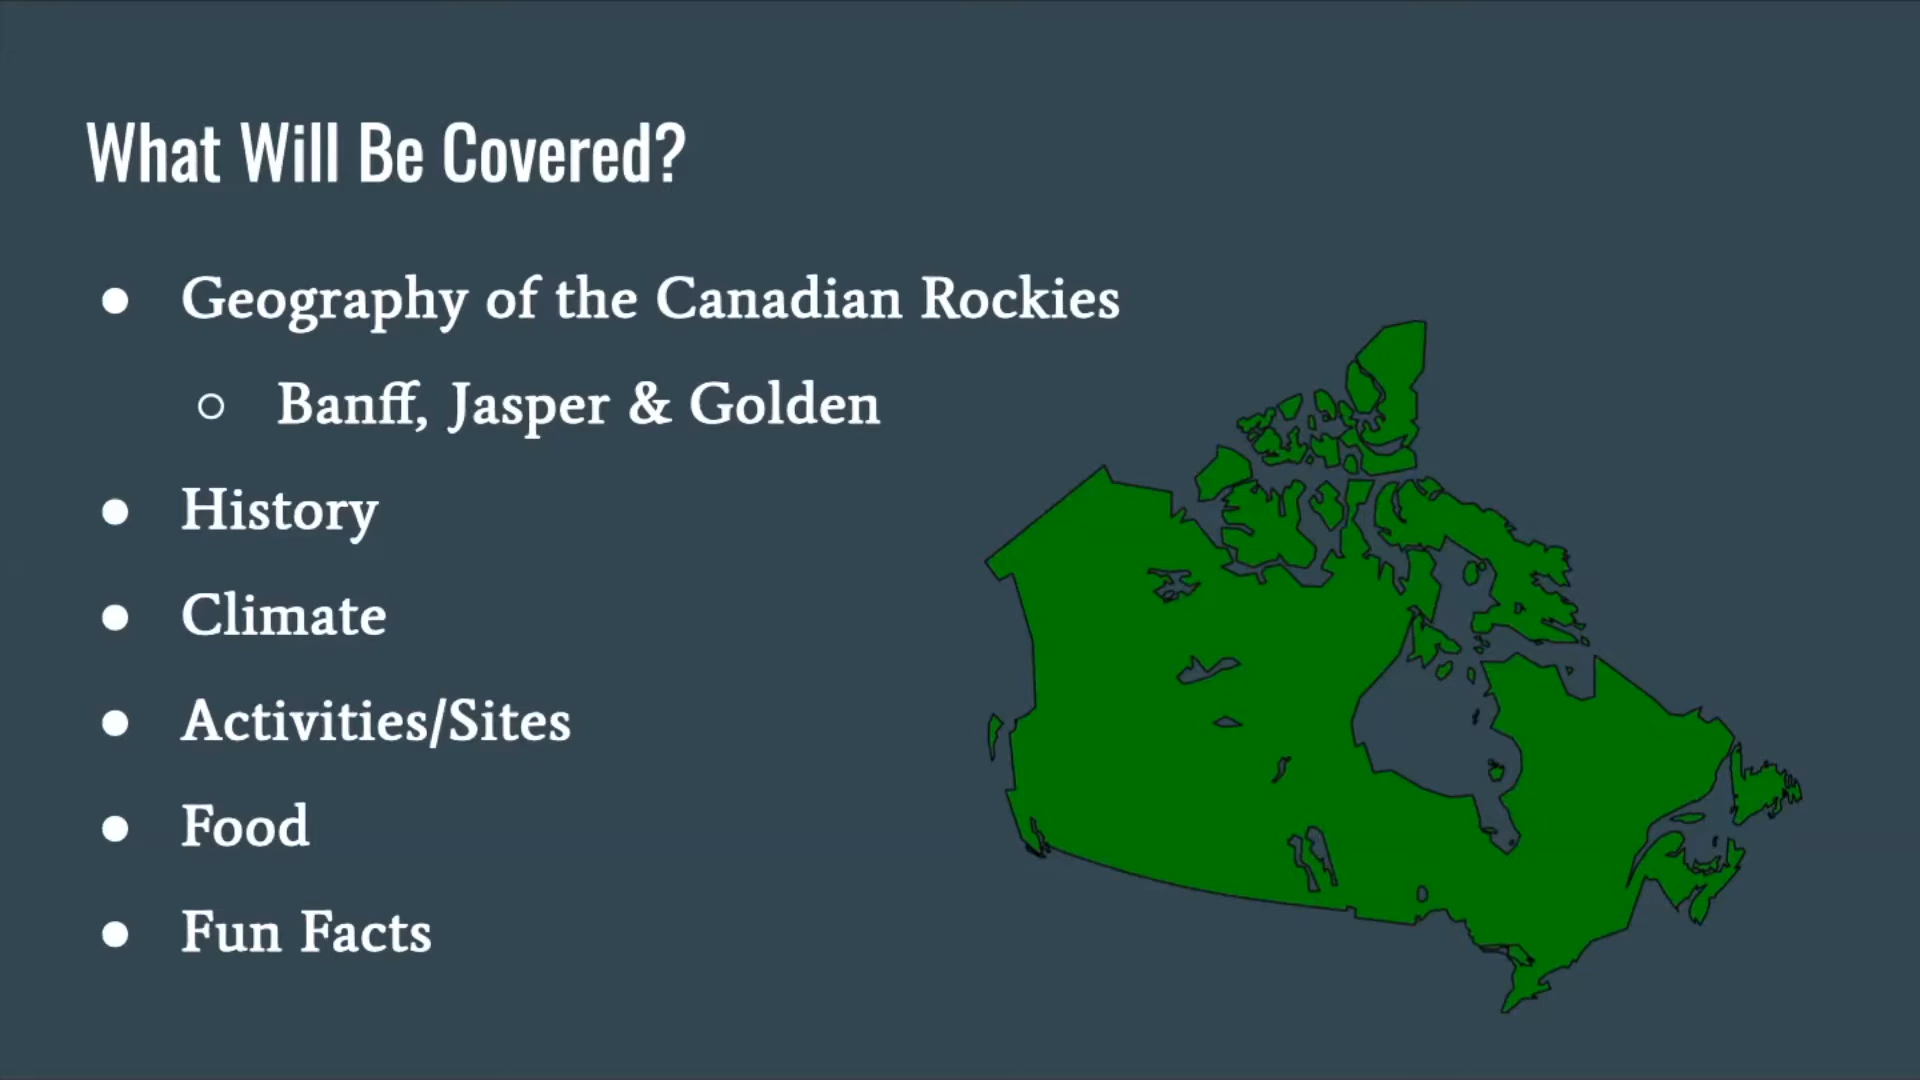 What Will Be Covered?
● Geography of the Canadian Rockies
○ Banff, Jasper & Golden
● History
● Climate
● Activities/Sites
● Food
● Fun Facts